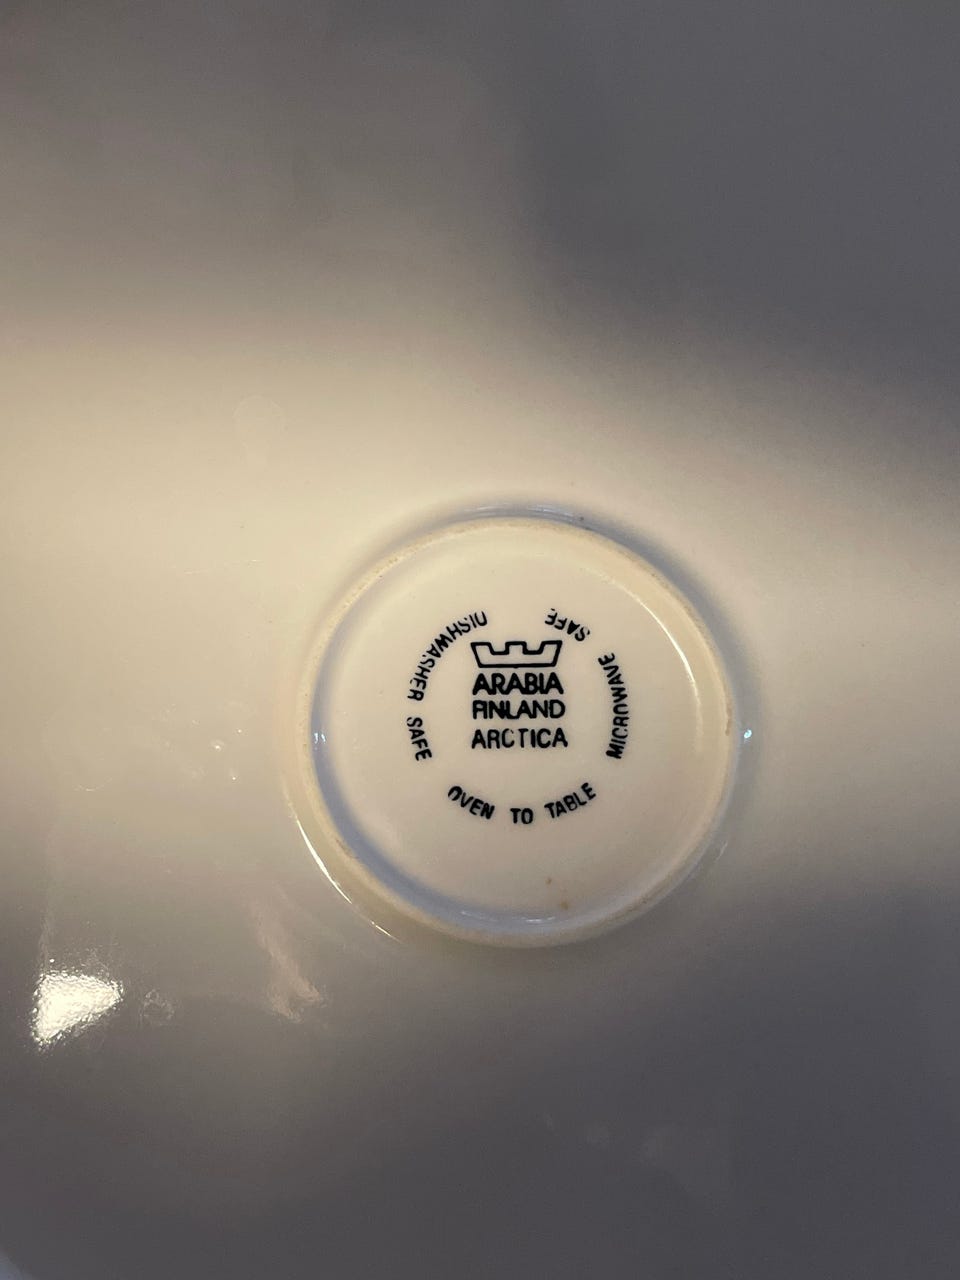 ARABIA
FINLAND
ARCTICA
DISHWASHER SAFE
OVEN TO TABLE
MICROWAVE SAFE